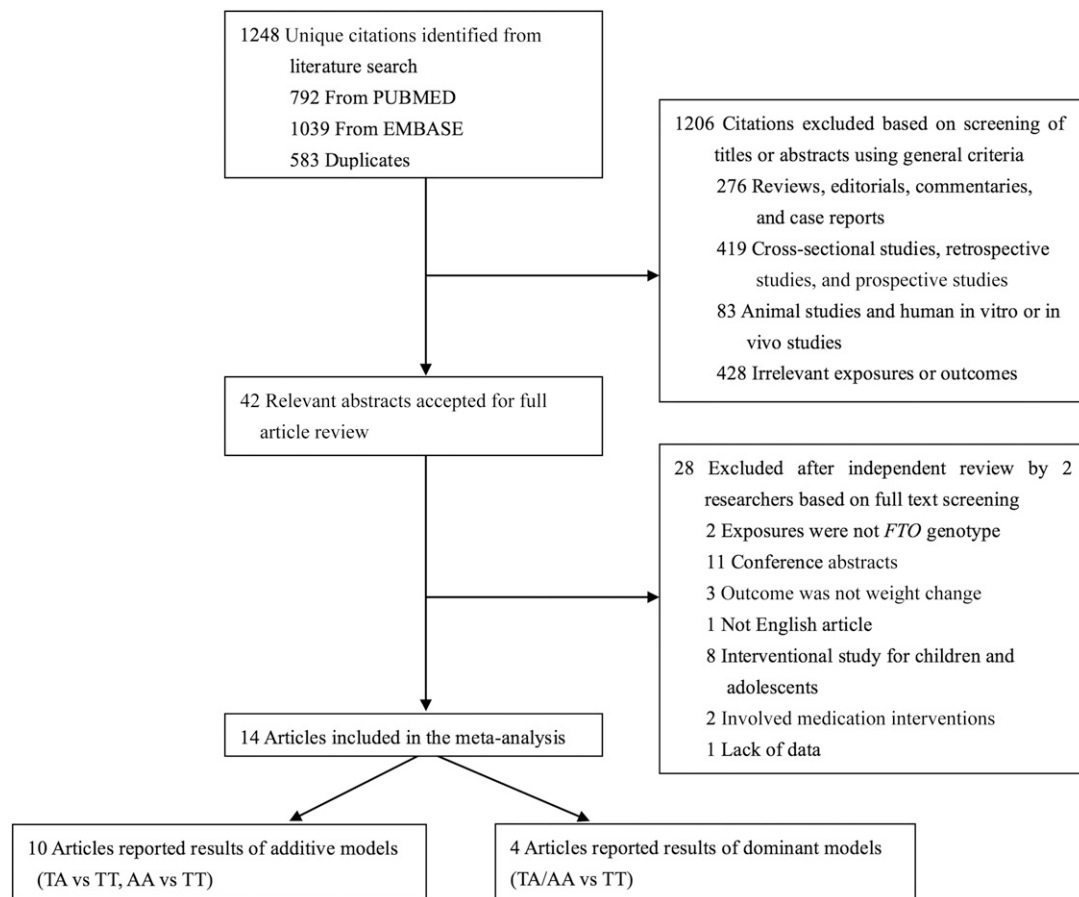 1248 Unique citations identified from
literature search
792 From PUBMED
1039 From EMBASE
583 Duplicates
1206 Citations excluded based on screening of
titles or abstracts using general criteria
276 Reviews, editorials, commentaries,
and case reports
419 Cross-sectional studies, retrospective
studies, and prospective studies
83 Animal studies and human in vitro or in
vivo studies
428 Irrelevant exposures or outcomes
42 Relevant abstracts accepted for full
article review
28 Excluded after independent review by 2
researchers based on full text screening
2 Exposures were not FTO genotype
11 Conference abstracts
3 Outcome was not weight change
1 Not English article
8 Interventional study for children and
adolescents
2 Involved medication interventions
1 Lack of data
14 Articles included in the meta-analysis
10 Articles reported results of additive models
(TA vs TT, AA vs TT)
4 Articles reported results of dominant models
(TA/AA vs TT)